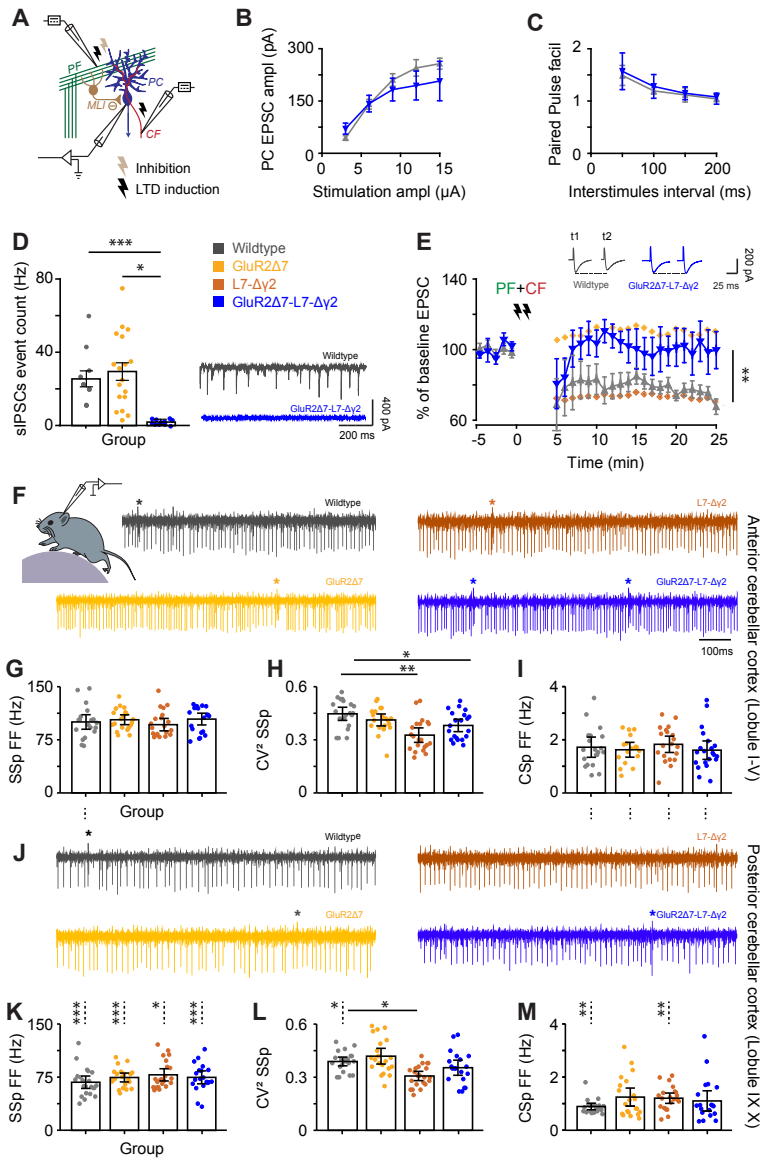 A
PF
PC
MLI
CF
Inhibition
LTD induction
B
PC EPSC ampl (pA)
300
150
0
0
5
10
15
Stimulation ampl (µA)
C
Paired Pulse facil
2
1
0
0
50
100
150
200
Interstimules interval (ms)
D
sIPSCs event count (Hz)
80
40
0
***
*
Group
Wildtype
GluR2Δ7
L7-Δγ2
GluR2Δ7-L7-Δγ2
Wildtype
GluR2Δ7-L7-Δγ2
400 pA
200 ms
E
t1
t2
Wildtype
GluR2Δ7-L7-Δγ2
200 pA
25 ms
PF+CF
% of baseline EPSC
140
100
60
**
-5
0
5
10
15
20
25
Time (min)
F
*
Wildtype
*
L7-Δγ2
*
GluR2Δ7
*
*
GluR2Δ7-L7-Δγ2
100ms
Anterior cerebellar cortex (Lobule I-V)
G
SSp FF (Hz)
150
75
0
Group
H
CV² SSp
0.6
0.3
0
*
**
I
CSp FF (Hz)
4
2
0
J
*
Wildtype
L7-Δγ2
*
GluR2Δ7
*
GluR2Δ7-L7-Δγ2
Posterior cerebellar cortex (Lobule IX X)
K
SSp FF (Hz)
150
75
0
***
***
*
***
Group
L
CV² SSp
0.6
0.3
0
*
*
M
CSp FF (Hz)
4
2
0
**
**